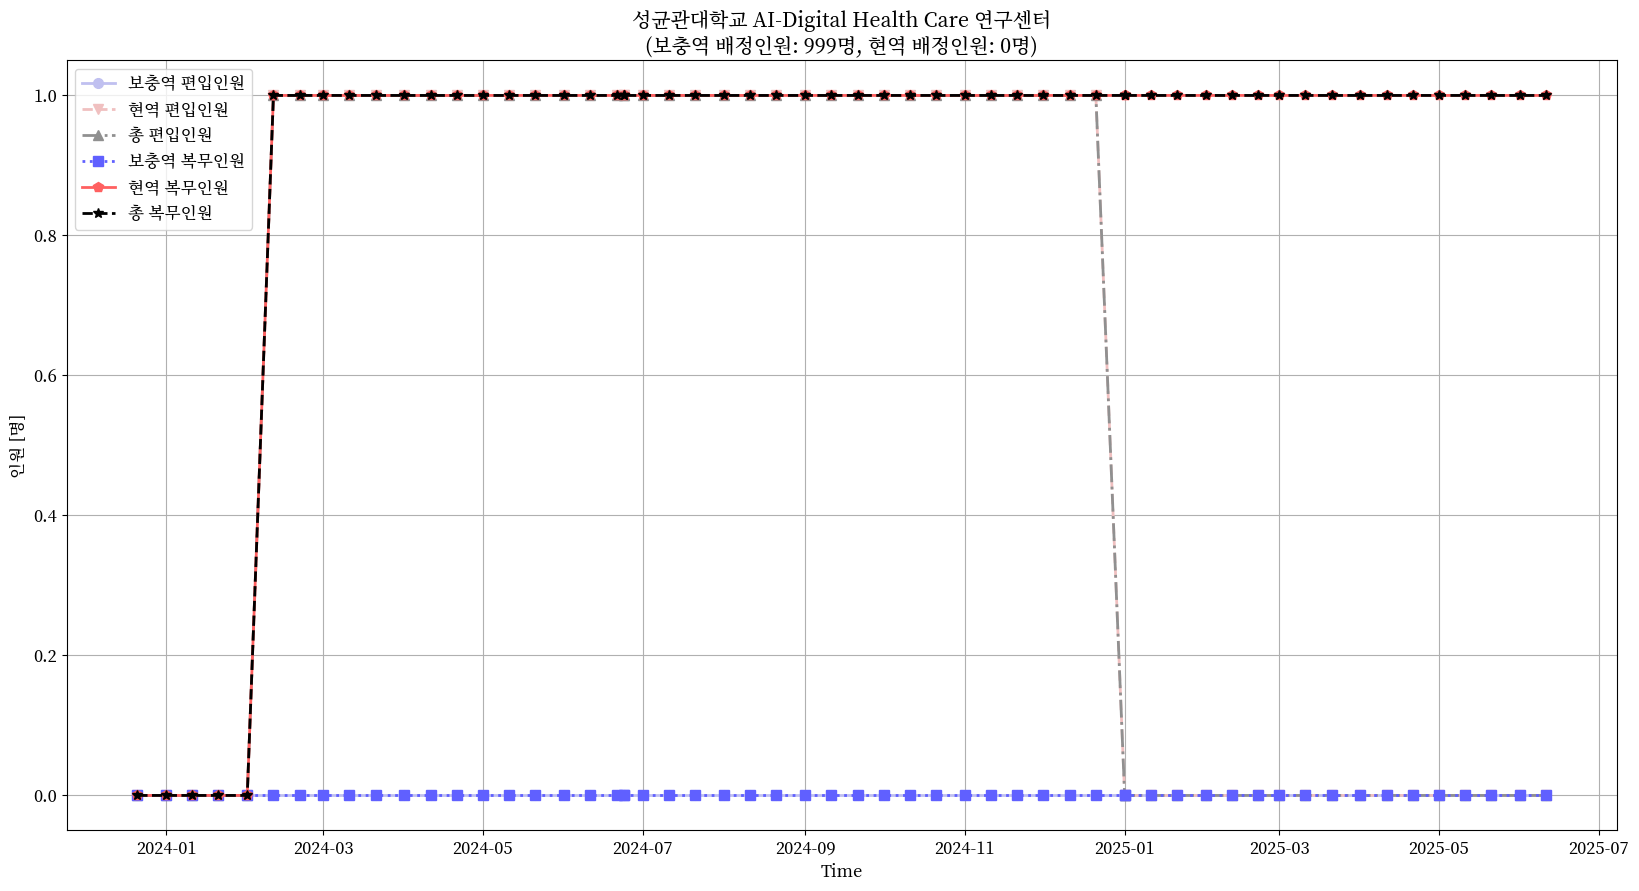 성균관대학교 AI-Digital Health Care 연구센터
(보충역 배정인원: 999명, 현역 배정인원: 0명)
보충역 편입인원
현역 편입인원
총 편입인원
보충역 복무인원
현역 복무인원
총 복무인원
인원 [명]
1.0
0.8
0.6
0.4
0.2
0.0
2024-01
2024-03
2024-05
2024-07
2024-09
2024-11
2025-01
2025-03
2025-05
2025-07
Time